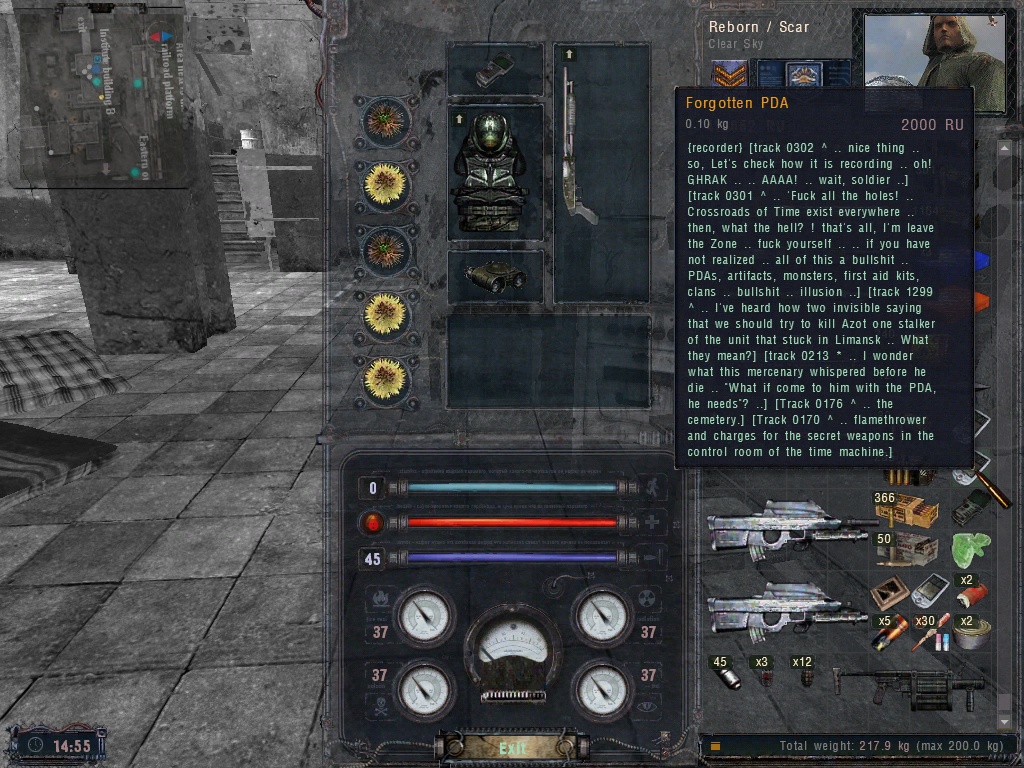 Reborn / Scar
Clear Sky
Forgotten PDA
0.10 kg
2000 RU
{recorder} [track 0302 ^ .. nice thing ..
so, Let's check how it is recording .. oh!
GHRAK .. .. AAAA! .. wait, soldier ..]
[track 0301 ^ .. 'Fuck all the holes! ..
Crossroads of Time exist everywhere ..
then, what the hell? ! that's all, I'm leave
the Zone .. fuck yourself .. .. if you have
not realized .. all of this a bullshit ..
PDAs, artifacts, monsters, first aid kits,
clans .. bullshit .. illusion ..] [track 1299
^ .. I've heard how two invisible saying
that we should try to kill Azot one stalker
of the unit that stuck in Limansk .. What
they mean?] [track 0213 * .. I wonder
what this mercenary whispered before he
die .. "What if come to him with the PDA,
he needs"? ..] [Track 0176 ^ .. the
cemetery.] [Track 0170 ^ .. flamethrower
and charges for the secret weapons in the
control room of the time machine.]
railroad platform
Institute building B
0
45
37
37
37
37
366
50
x2
x5
x30
x2
45
x3
x12
14:55
Exit
Total weight: 217.9 kg (max 200.0 kg)